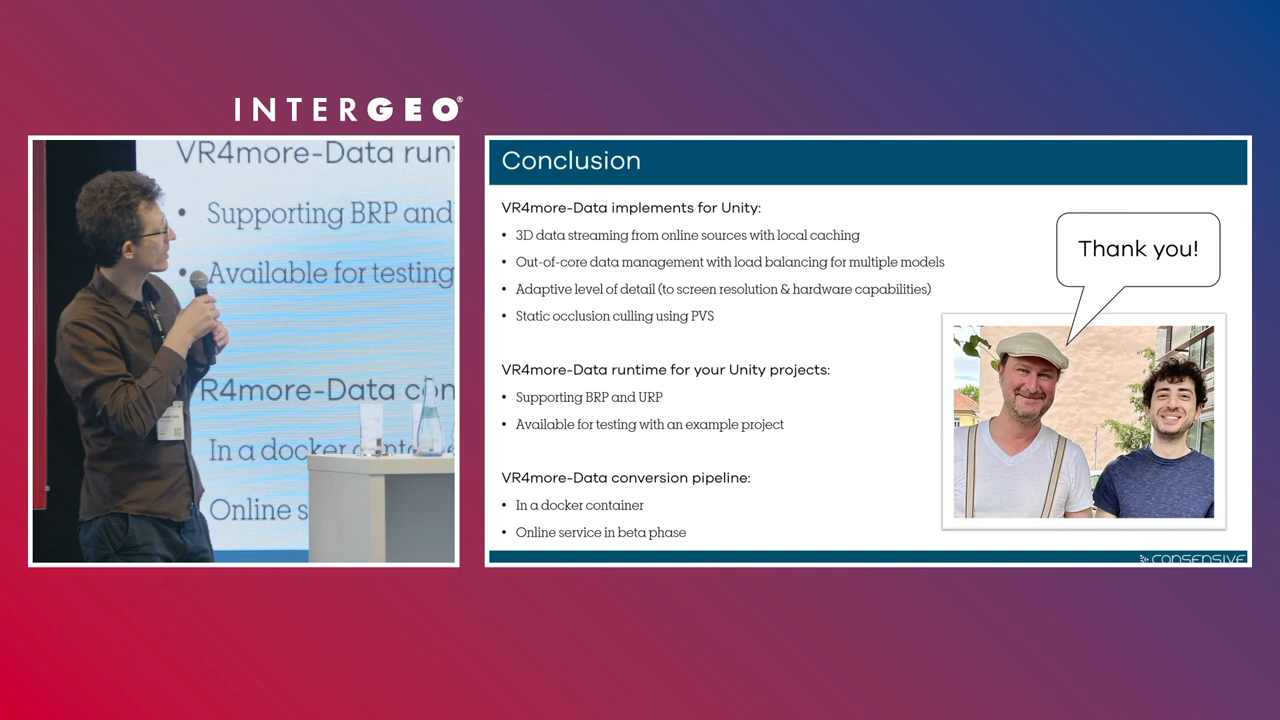 INTERGEO®
VR4more-Data run
Supporting BRP and
Available for testing
R4more-Data con
In a docker conta
Online s
Conclusion
VR4more-Data implements for Unity:
• 3D data streaming from online sources with local caching
• Out-of-core data management with load balancing for multiple models
• Adaptive level of detail (to screen resolution & hardware capabilities)
• Static occlusion culling using PVS
VR4more-Data runtime for your Unity projects:
• Supporting BRP and URP
• Available for testing with an example project
VR4more-Data conversion pipeline:
• In a docker container
• Online service in beta phase
Thank you!
CONSENSIVE